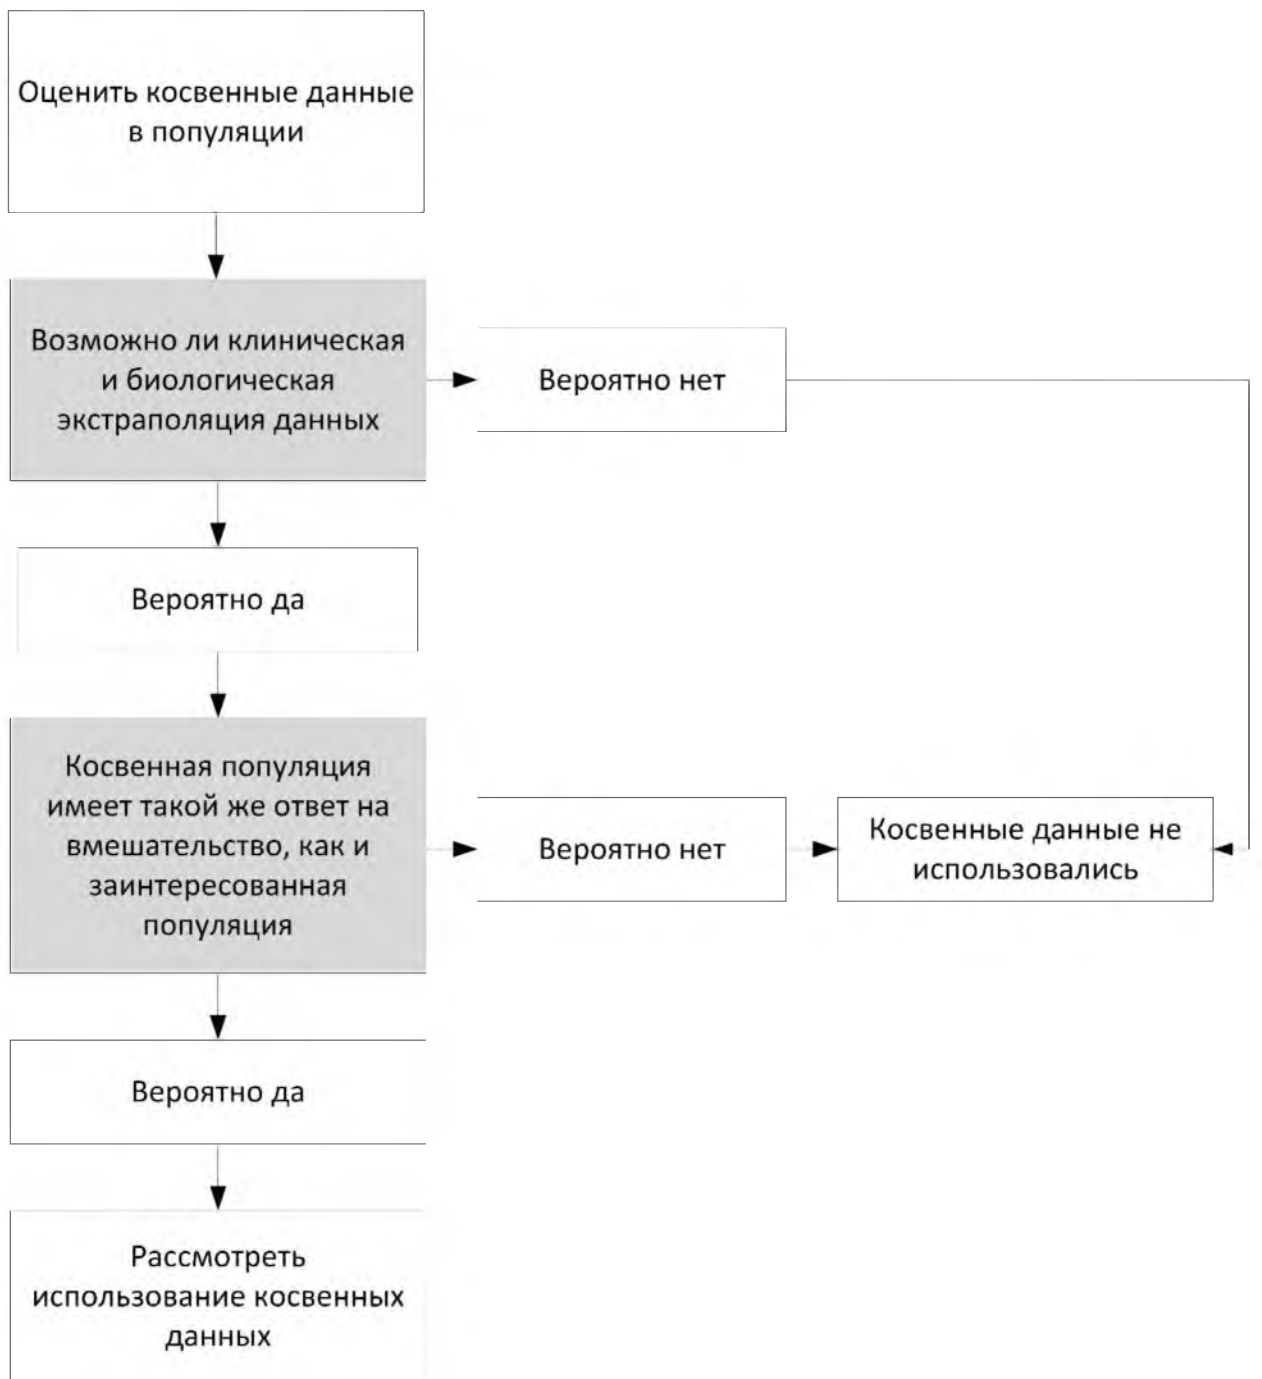 Оценить косвенные данные
в популяции
Возможно ли клиническая
и биологическая
экстраполяция данных
Вероятно нет
Вероятно да
Косвенная популяция
имеет такой же ответ на
вмешательство, как и
заинтересованная
популяция
Вероятно нет
Косвенные данные не
использовались
Вероятно да
Рассмотреть
использование косвенных
данных